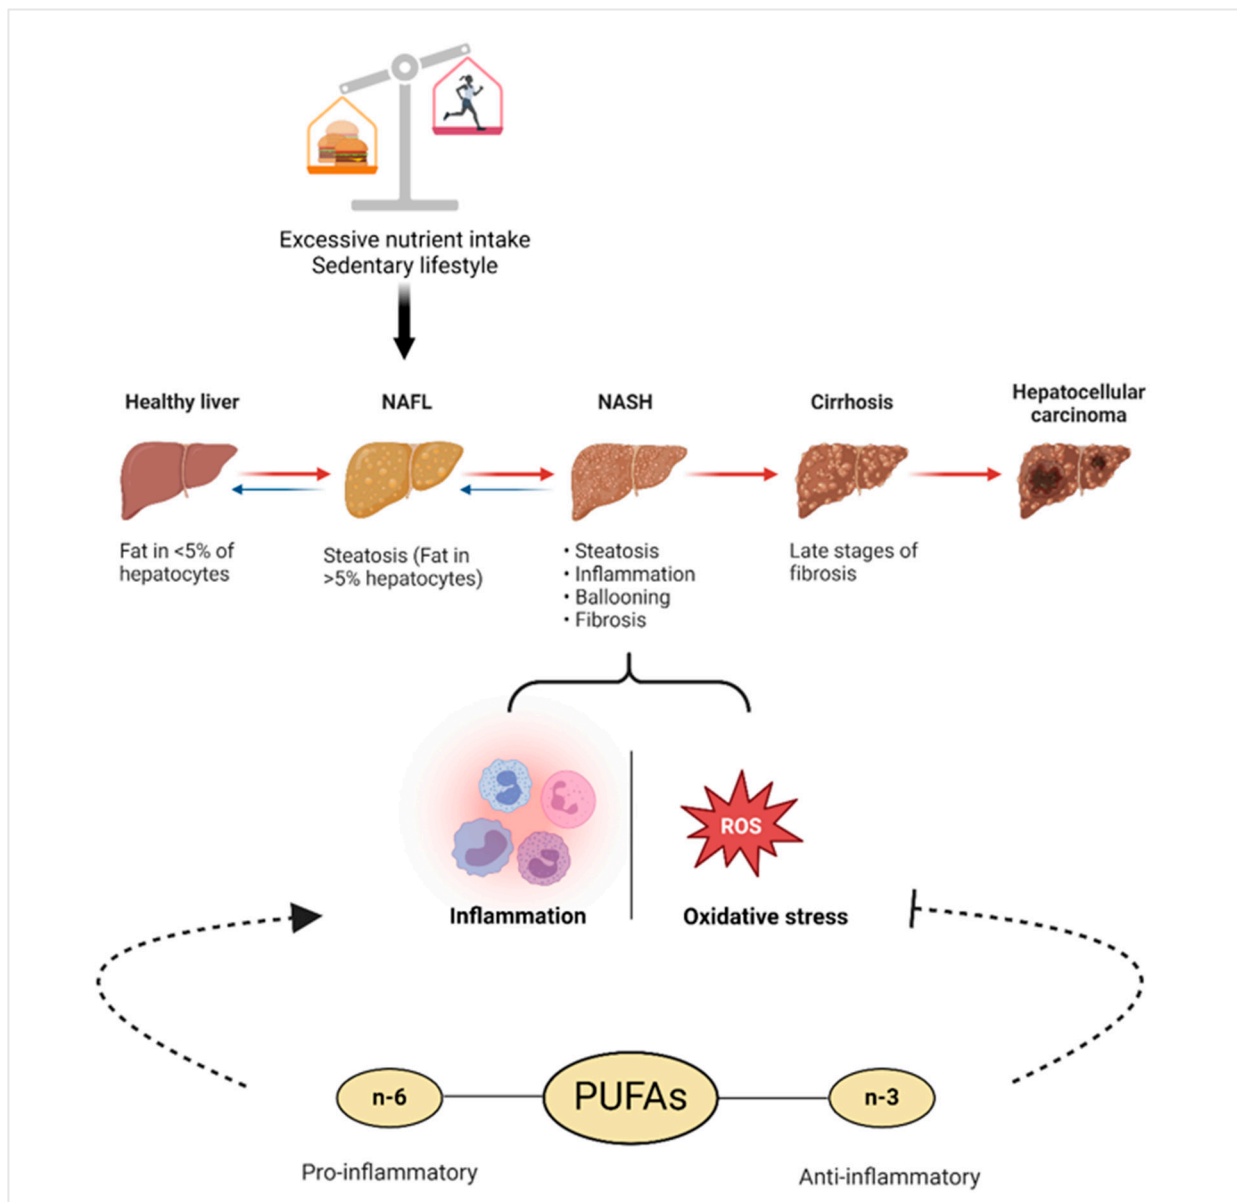 Excessive nutrient intake
Sedentary lifestyle
Healthy liver
NAFL
NASH
Cirrhosis
Hepatocellular
carcinoma
Fat in <5% of
hepatocytes
Steatosis (Fat in
>5% hepatocytes)
• Steatosis
• Inflammation
• Ballooning
• Fibrosis
Late stages of
fibrosis
ROS
Inflammation
Oxidative stress
n-6
PUFAs
n-3
Pro-inflammatory
Anti-inflammatory